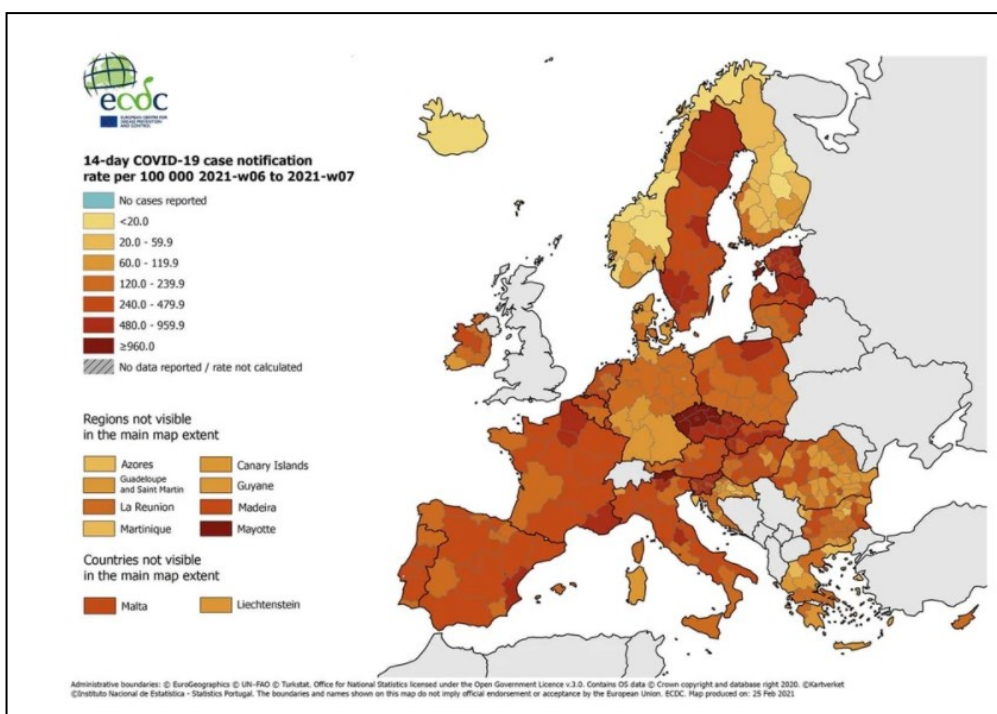 ecdc
EUROPEAN CENTRE FOR
DISEASE PREVENTION
AND CONTROL
14-day COVID-19 case notification
rate per 100 000 2021-w06 to 2021-w07
No cases reported
<20.0
20.0 - 59.9
60.0 - 119.9
120.0 - 239.9
240.0 - 479.9
480.0 - 959.9
≥960.0
No data reported / rate not calculated
Regions not visible
in the main map extent
Azores
Canary Islands
Guadeloupe
and Saint Martin
Guyane
La Reunion
Madeira
Martinique
Mayotte
Countries not visible
in the main map extent
Malta
Liechtenstein
Administrative boundaries: © EuroGeographics © UN–FAO © Turkstat. Office for National Statistics licensed under the Open Government Licence v.3.0. Contains OS data © Crown copyright and database right 2020. ©Kartverket
©Instituto Nacional de Estatística - Statistics Portugal. The boundaries and names shown on this map do not imply official endorsement or acceptance by the European Union. ECDC. Map produced on: 25 Feb 2021